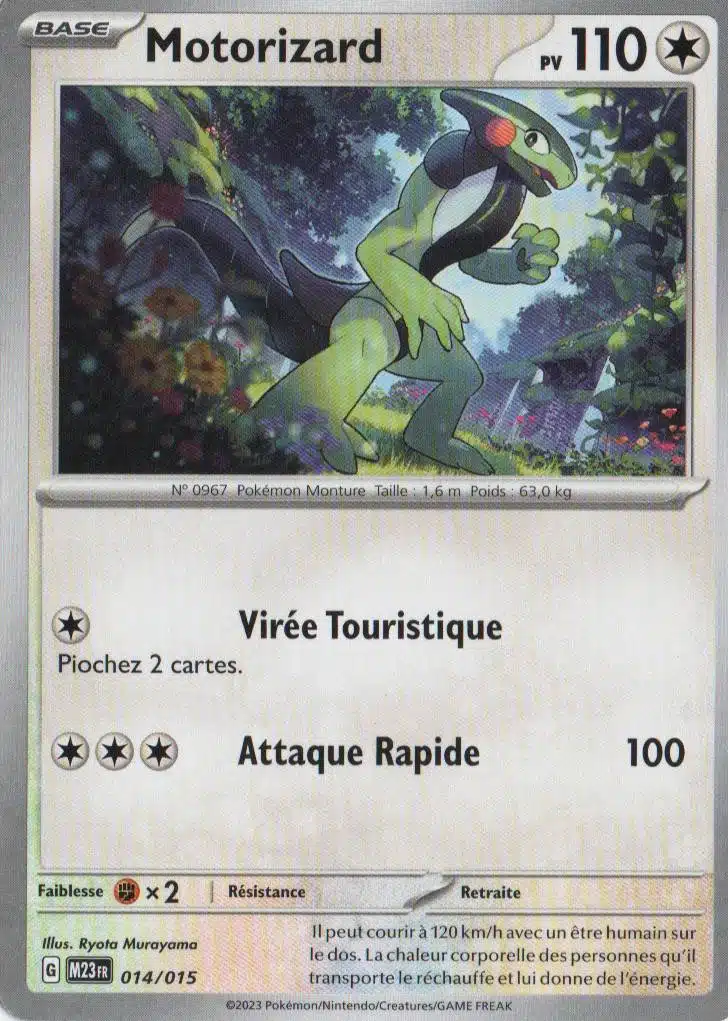 BASE
Motorizard
PV 110
N° 0967 Pokémon Monture Taille : 1,6 m Poids : 63,0 kg
Virée Touristique
Piochez 2 cartes.
Attaque Rapide 100
Faiblesse ×2 Résistance Retraite
Illus. Ryota Murayama
G M23 FR 014/015
Il peut courir à 120 km/h avec un être humain sur
le dos. La chaleur corporelle des personnes qu'il
transporte le réchauffe et lui donne de l'énergie.
©2023 Pokémon/Nintendo/Creatures/GAME FREAK